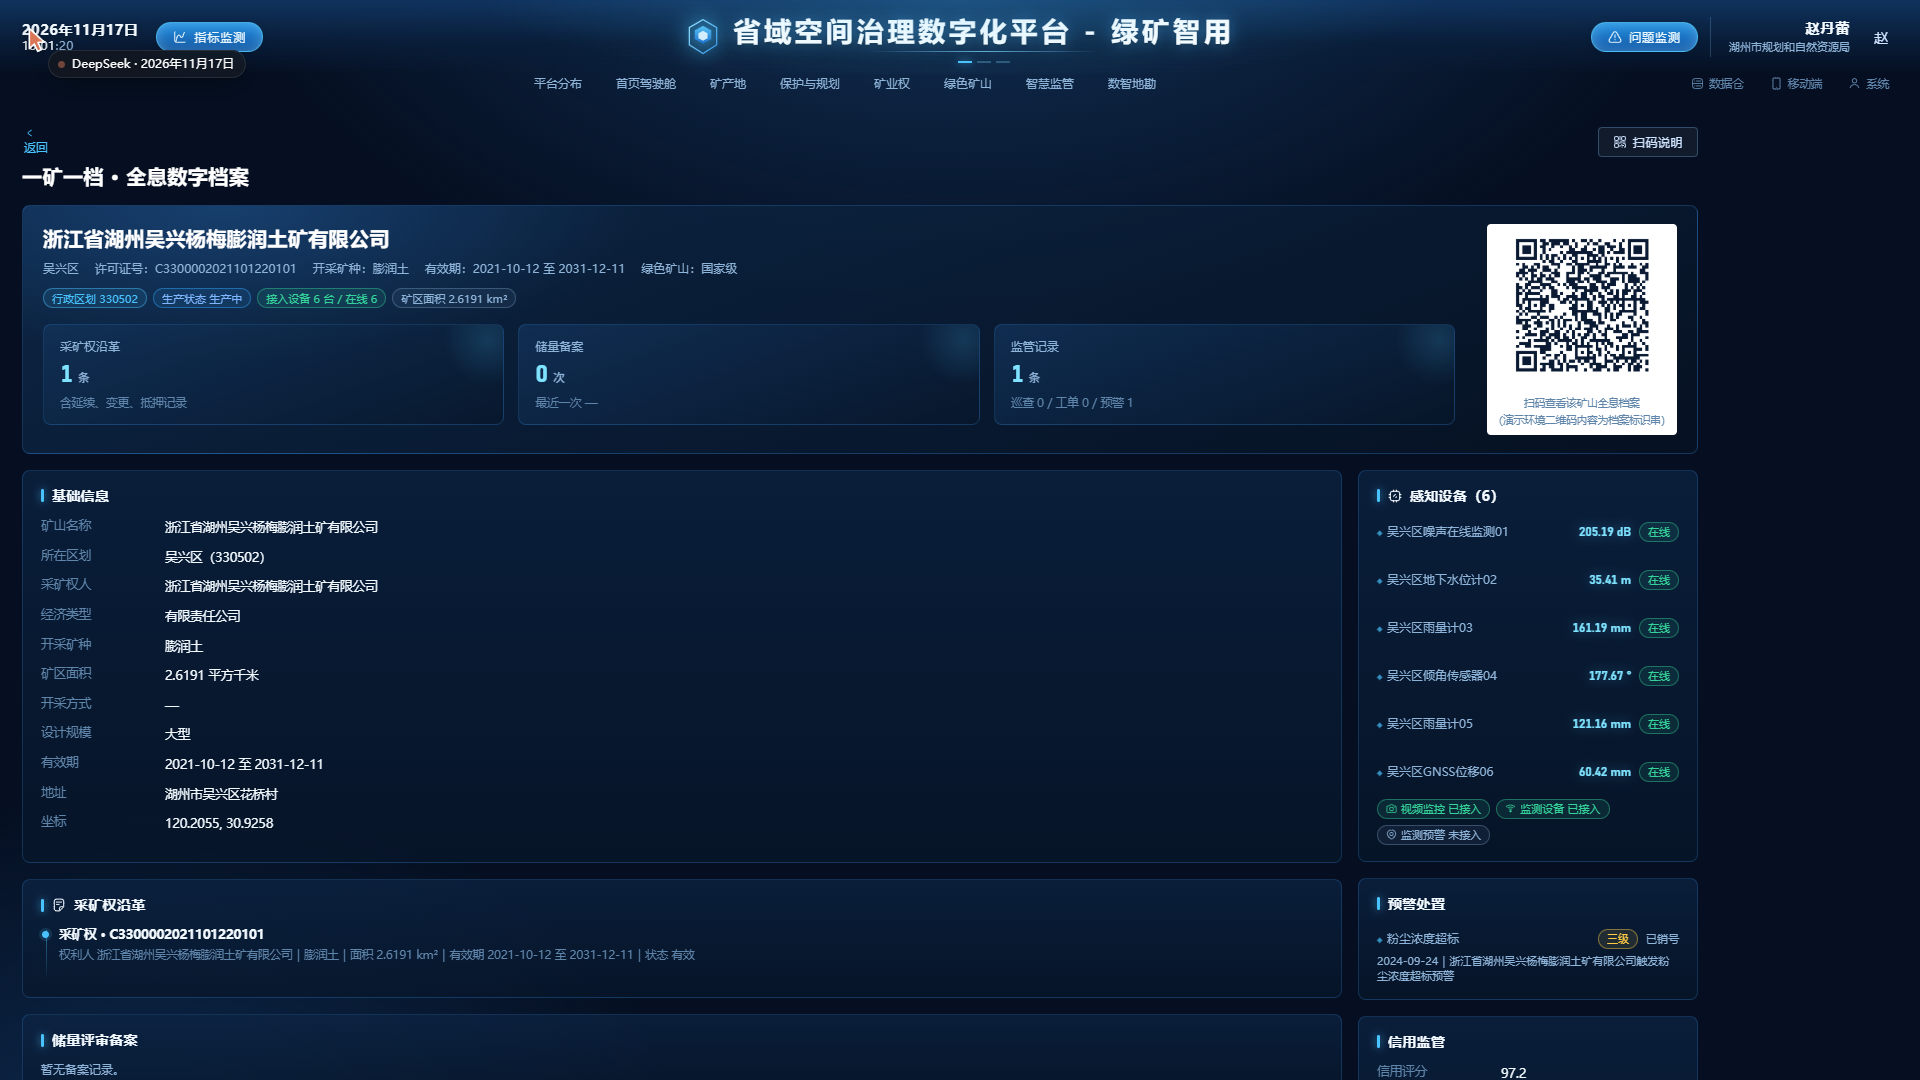 2026年11月17日
:01:20
指标监测
DeepSeek · 2026年11月17日
省域空间治理数字化平台 - 绿矿智用
问题监测
赵丹蕾
湖州市规划和自然资源局
赵
平台分布 首页驾驶舱 矿产地 保护与规划 矿业权 绿色矿山 智慧监管 数智地勘
数据仓 移动端 系统
返回
扫码说明
一矿一档 • 全息数字档案
浙江省湖州吴兴杨梅膨润土矿有限公司
吴兴区 许可证号：C3300002021101220101 开采矿种：膨润土 有效期：2021-10-12 至 2031-12-11 绿色矿山：国家级
行政区划 330502 生产状态 生产中 接入设备 6 台 / 在线 6 矿区面积 2.6191 km²
采矿权沿革
1 条
含延续、变更、抵押记录
储量备案
0 次
最近一次 —
监管记录
1 条
巡查 0 / 工单 0 / 预警 1
扫码查看该矿山全息档案
（演示环境二维码内容为档案标识串）
基础信息
矿山名称 浙江省湖州吴兴杨梅膨润土矿有限公司
所在区划 吴兴区（330502）
采矿权人 浙江省湖州吴兴杨梅膨润土矿有限公司
经济类型 有限责任公司
开采矿种 膨润土
矿区面积 2.6191 平方千米
开采方式 —
设计规模 大型
有效期 2021-10-12 至 2031-12-11
地址 湖州市吴兴区花桥村
坐标 120.2055, 30.9258
感知设备（6）
吴兴区噪声在线监测01 205.19 dB 在线
吴兴区地下水位计02 35.41 m 在线
吴兴区雨量计03 161.19 mm 在线
吴兴区倾角传感器04 177.67 ° 在线
吴兴区雨量计05 121.16 mm 在线
吴兴区GNSS位移06 60.42 mm 在线
视频监控 已接入 监测设备 已接入
监测预警 未接入
采矿权沿革
采矿权 • C3300002021101220101
权利人 浙江省湖州吴兴杨梅膨润土矿有限公司 | 膨润土 | 面积 2.6191 km² | 有效期 2021-10-12 至 2031-12-11 | 状态 有效
预警处置
粉尘浓度超标 三级 已销号
2024-09-24 | 浙江省湖州吴兴杨梅膨润土矿有限公司触发粉
尘浓度超标预警
储量评审备案
暂无备案记录。
信用监管
信用评分 97.2